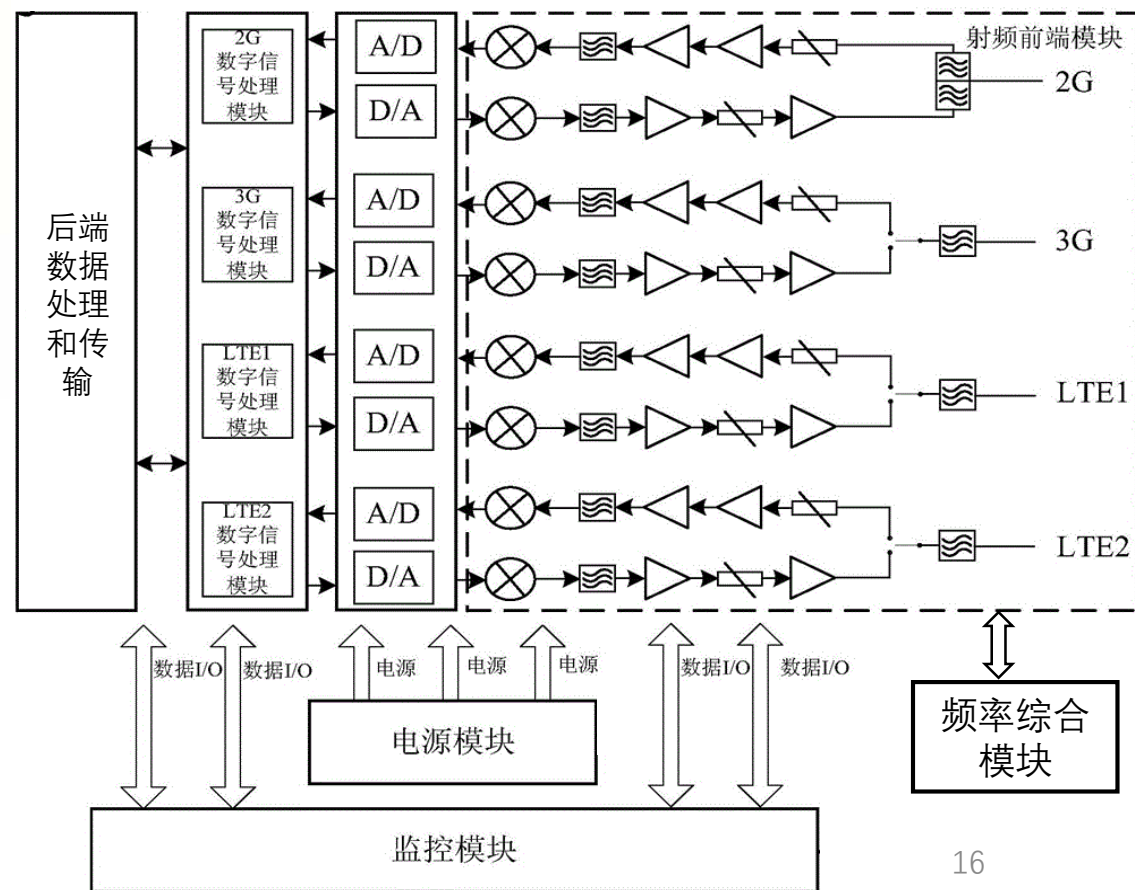 后端
数据
处理
和传
输
2G
数字信
号处理
模块
3G
数字信
号处理
模块
LTE1
数字信
号处理
模块
LTE2
数字信
号处理
模块
A/D
D/A
A/D
D/A
A/D
D/A
A/D
D/A
射频前端模块
2G
3G
LTE1
LTE2
数据I/O
数据I/O
电源
电源
电源
数据I/O
数据I/O
电源模块
频率综合
模块
监控模块
16